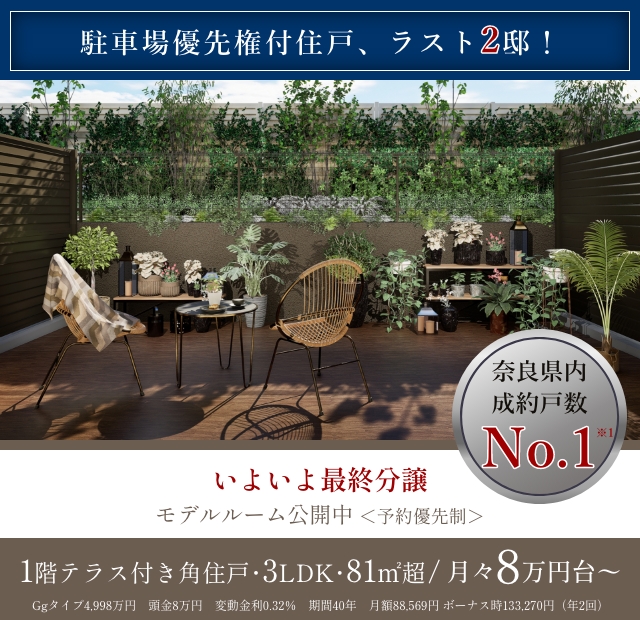 駐車場優先権付住戸、ラスト2邸！
奈良県内
成約戸数
No.1※1
いよいよ最終分譲
モデルルーム公開中＜予約優先制＞
1階テラス付き角住戸・3LDK・81㎡超/月々8万円台〜
Ggタイプ4,998万円　頭金8万円　変動金利0.32%　期間40年　月額88,569円 ボーナス時133,270円（年2回）